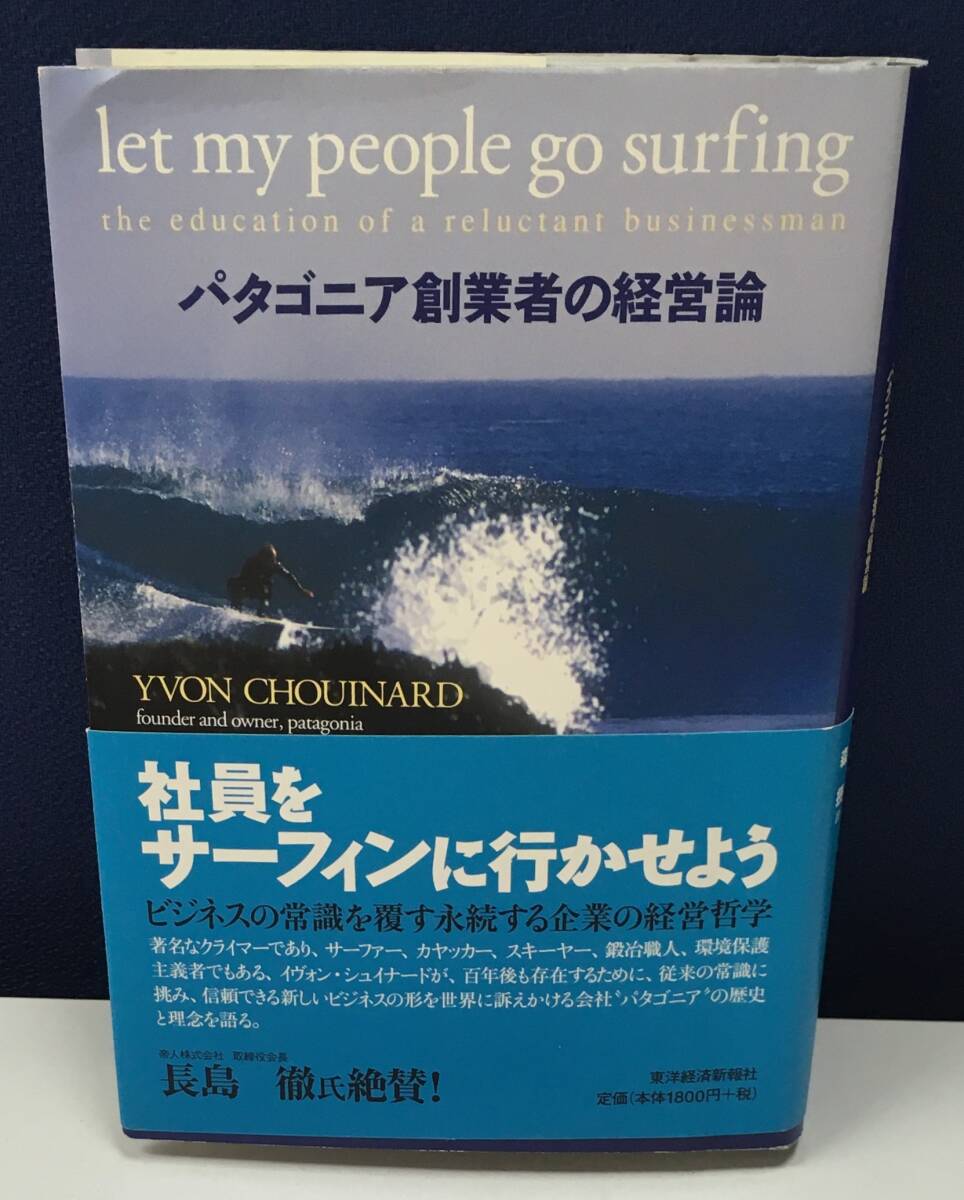 let my people go surfing
the education of a reluctant businessman
パタゴニア創業者の経営論
YVON CHOUINARD
founder and owner, patagonia
社員を
サーフィンに行かせよう
ビジネスの常識を覆す永続する企業の経営哲学
著名なクライマーであり、サーファー、カヤッカー、スキーヤー、鍛冶職人、環境保護
主義者でもある、イヴォン・シュイナードが、百年後も存在するために、従来の常識に
挑み、信頼できる新しいビジネスの形を世界に訴えかける会社〝パタゴニア〟の歴史
と理念を語る。
帝人株式会社 取締役会長
長島 徹氏絶賛!
東洋経済新報社
定価(本体1800円+税)